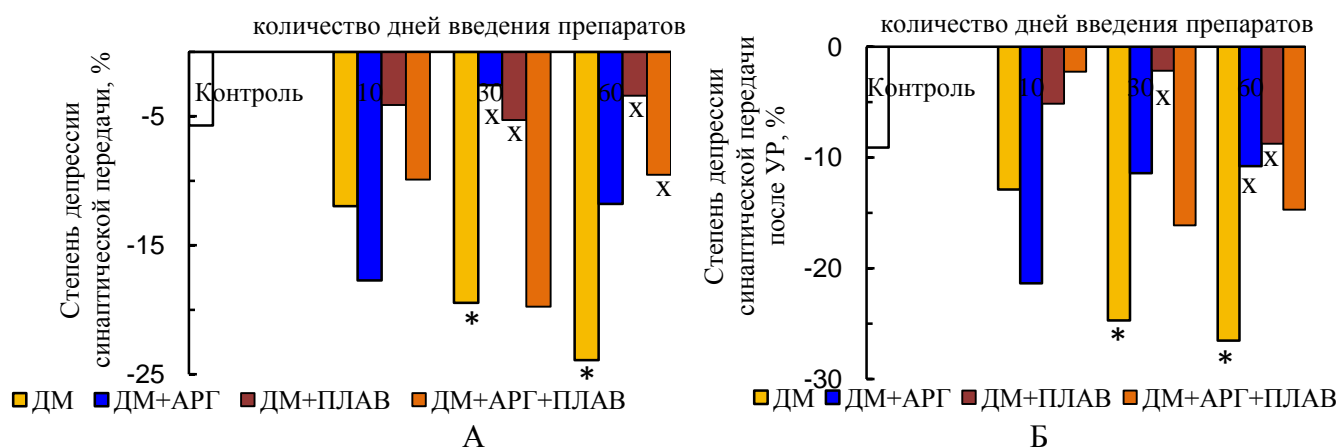 количество дней введения препаратов
Степень депрессии
синаптической передачи, %
Контроль
10
30
60
-5
-15
-25
x
x
x
x
*
*
ДМ ДМ+АРГ ДМ+ПЛАВ ДМ+АРГ+ПЛАВ
А
количество дней введения препаратов
Степень депрессии
синаптической передачи
после УР, %
0
Контроль
10
30
60
-10
-20
-30
x
x
x
*
*
ДМ ДМ+АРГ ДМ+ПЛАВ ДМ+АРГ+ПЛАВ
Б